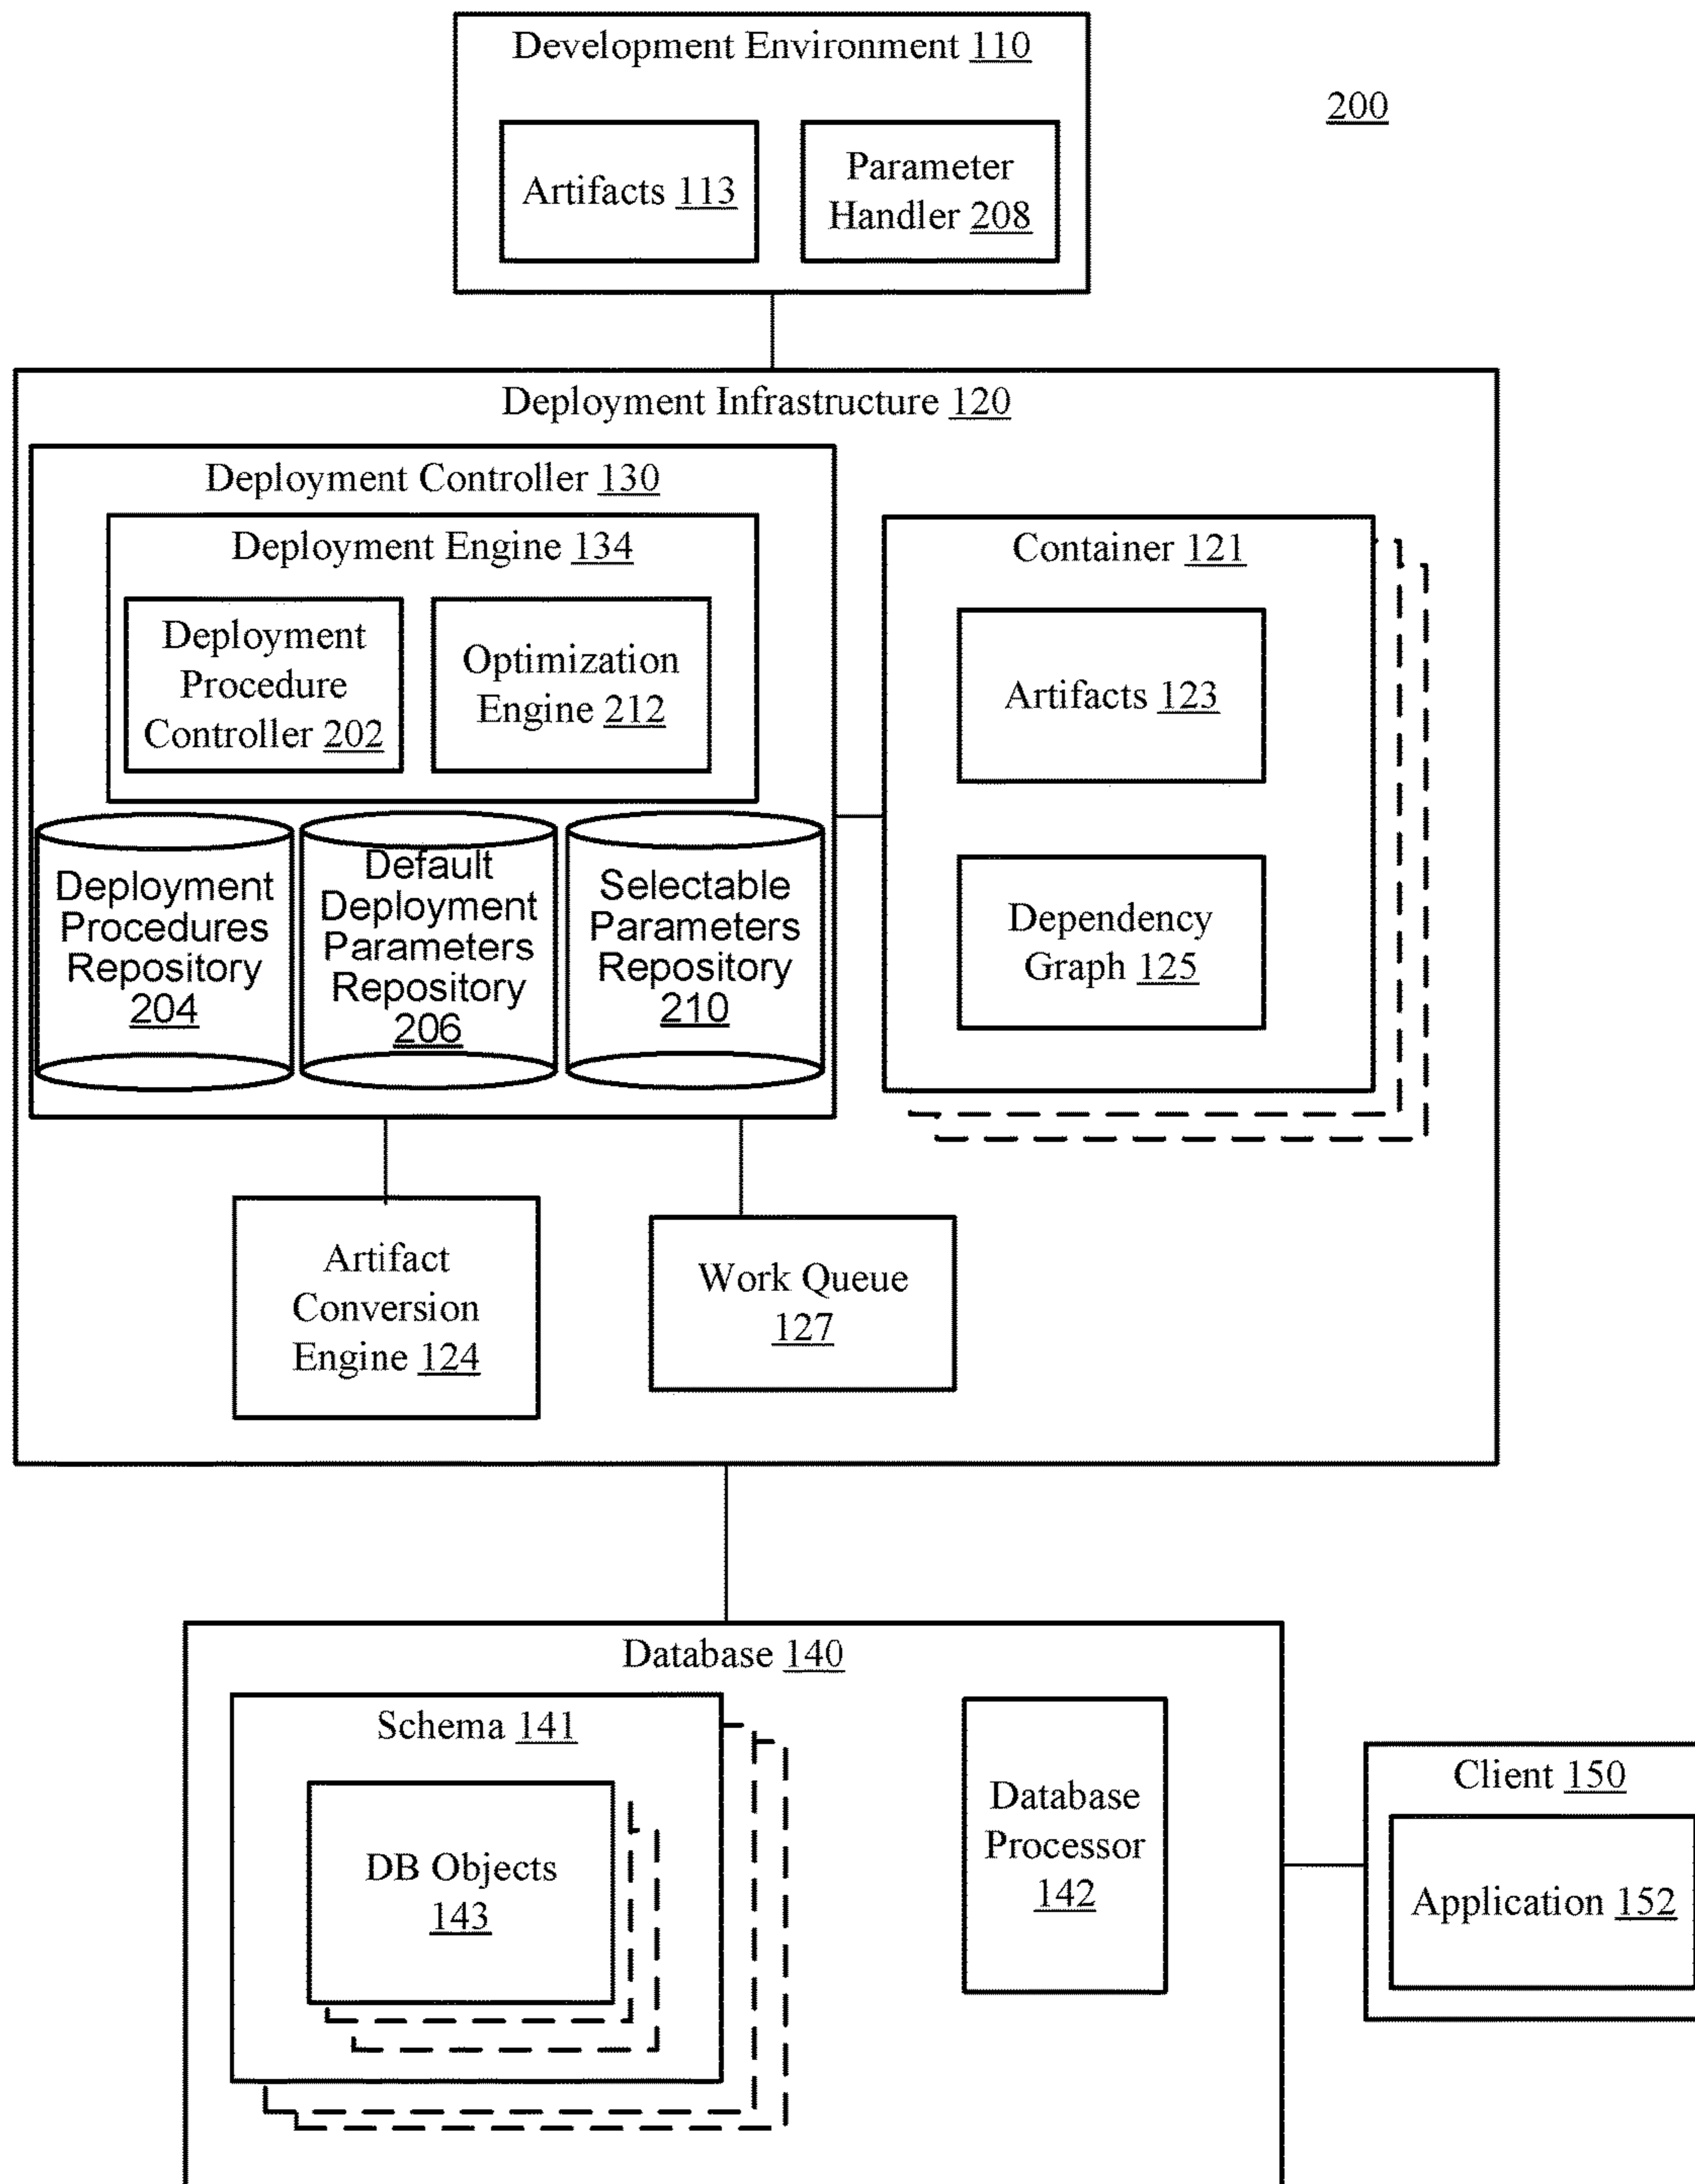 Development Environment 110
200
Artifacts 113
Parameter
Handler 208
Deployment Infrastructure 120
Deployment Controller 130
Deployment Engine 134
Deployment
Procedure
Controller 202
Optimization
Engine 212
Deployment
Procedures
Repository
204
Default
Deployment
Parameters
Repository
206
Selectable
Parameters
Repository
210
Container 121
Artifacts 123
Dependency
Graph 125
Artifact
Conversion
Engine 124
Work Queue
127
Database 140
Schema 141
DB Objects
143
Database
Processor
142
Client 150
Application 152